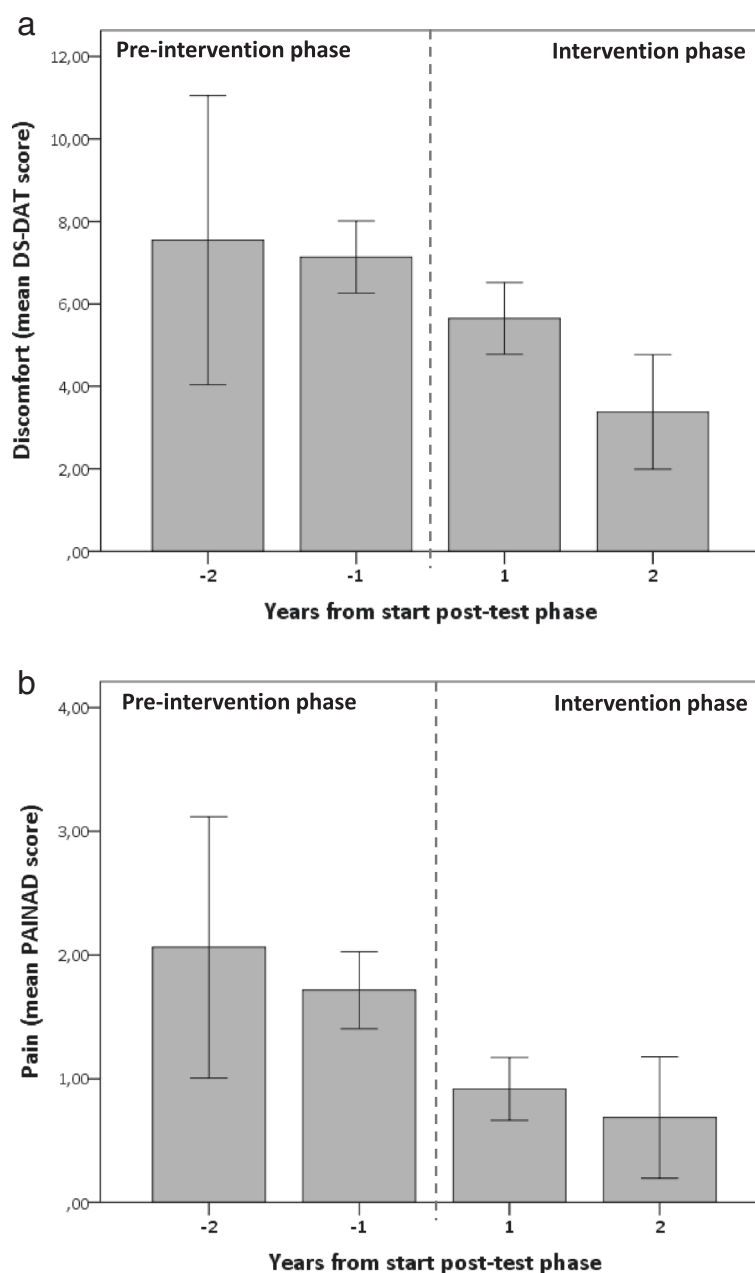 a
Pre-intervention phase
Intervention phase
Discomfort (mean DS-DAT score)
12,00
10,00
8,00
6,00
4,00
2,00
,00
-2
-1
1
2
Years from start post-test phase
b
Pre-intervention phase
Intervention phase
Pain (mean PAINAD score)
4,00
3,00
2,00
1,00
,00
-2
-1
1
2
Years from start post-test phase